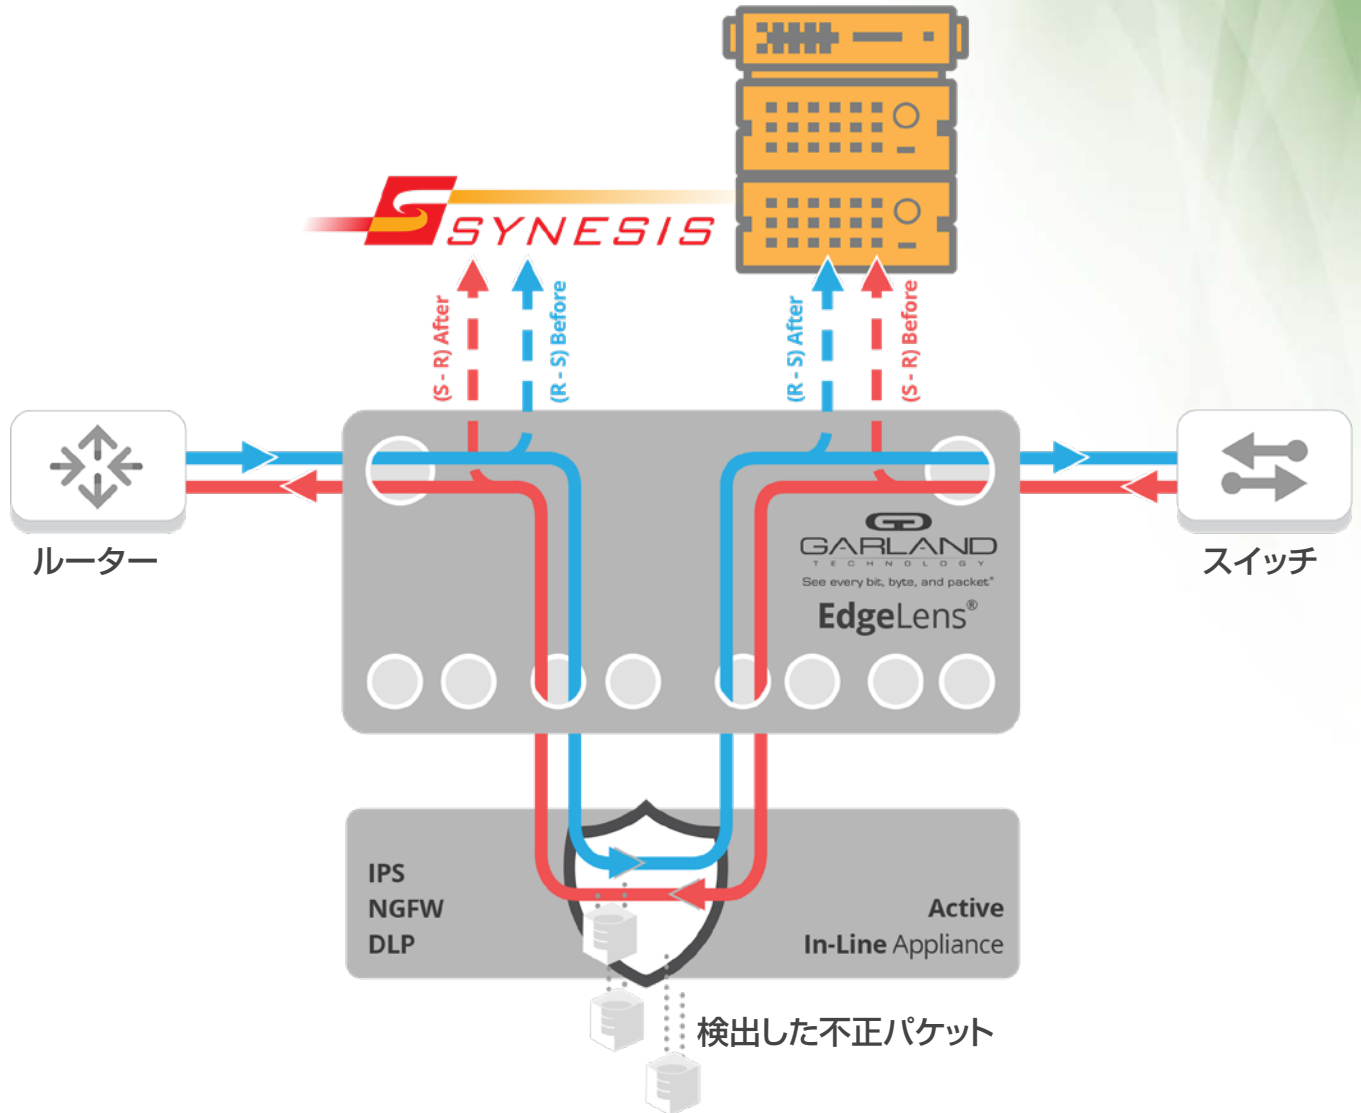 SYNESIS
(S - R) After
(R - S) Before
(R - S) After
(S - R) Before
ルーター
スイッチ
GARLAND
TECHNOLOGY
See every bit, byte, and packet®
EdgeLens®
IPS
NGFW
DLP
Active
In-Line Appliance
検出した不正パケット